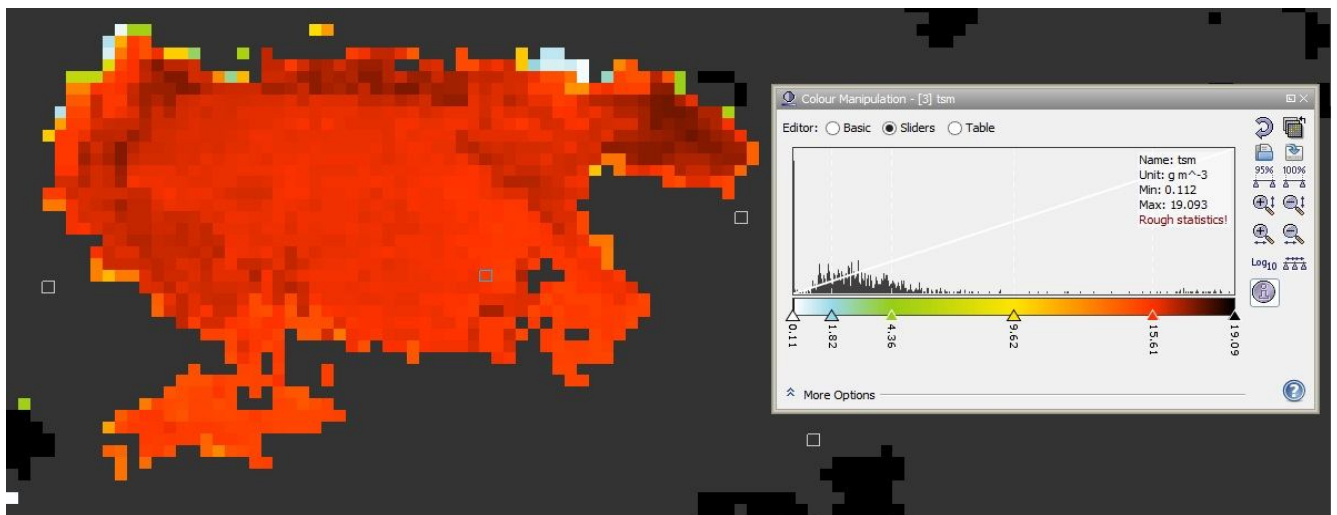 Colour Manipulation - [3] tsm
Editor: Basic Sliders Table
Name: tsm
Unit: g m^-3
Min: 0.112
Max: 19.093
Rough statistics!
95% 100%
Log10
0.11 1.82 4.36 9.62 15.61 19.09
More Options